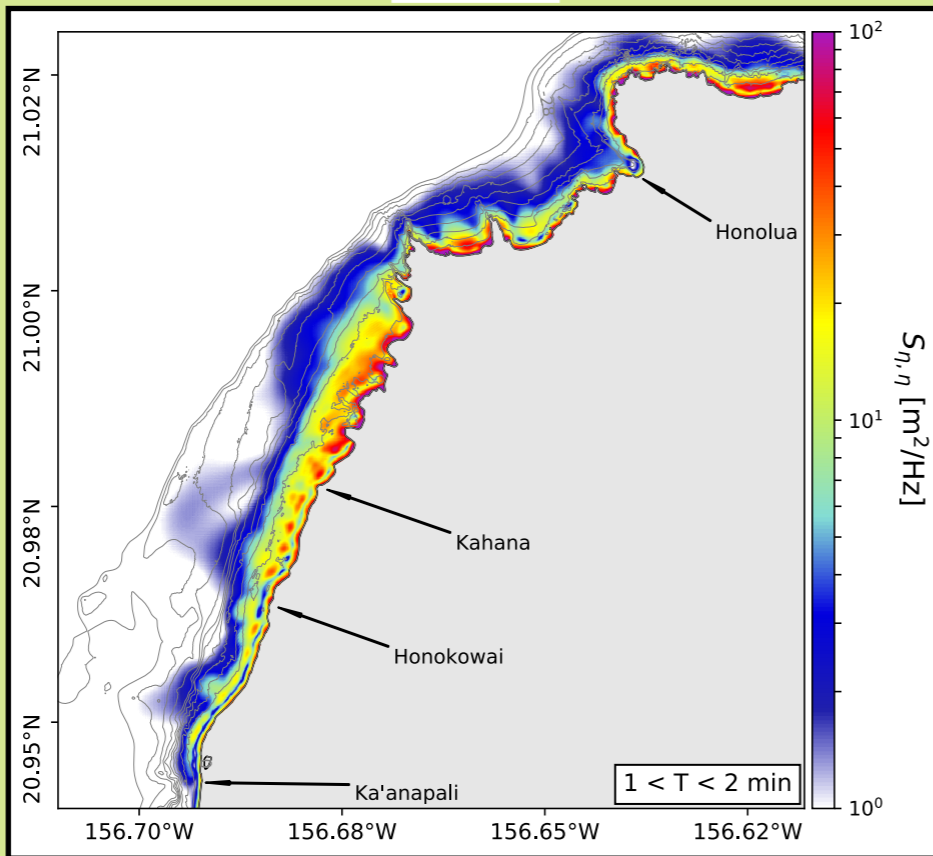 21.02°N
21.00°N
20.98°N
20.95°N
156.70°W
156.68°W
156.65°W
156.62°W
Honolua
Kahana
Honokowai
Ka'anapali
1 < T < 2 min
10²
10¹
10⁰
Sη,η [m²/Hz]